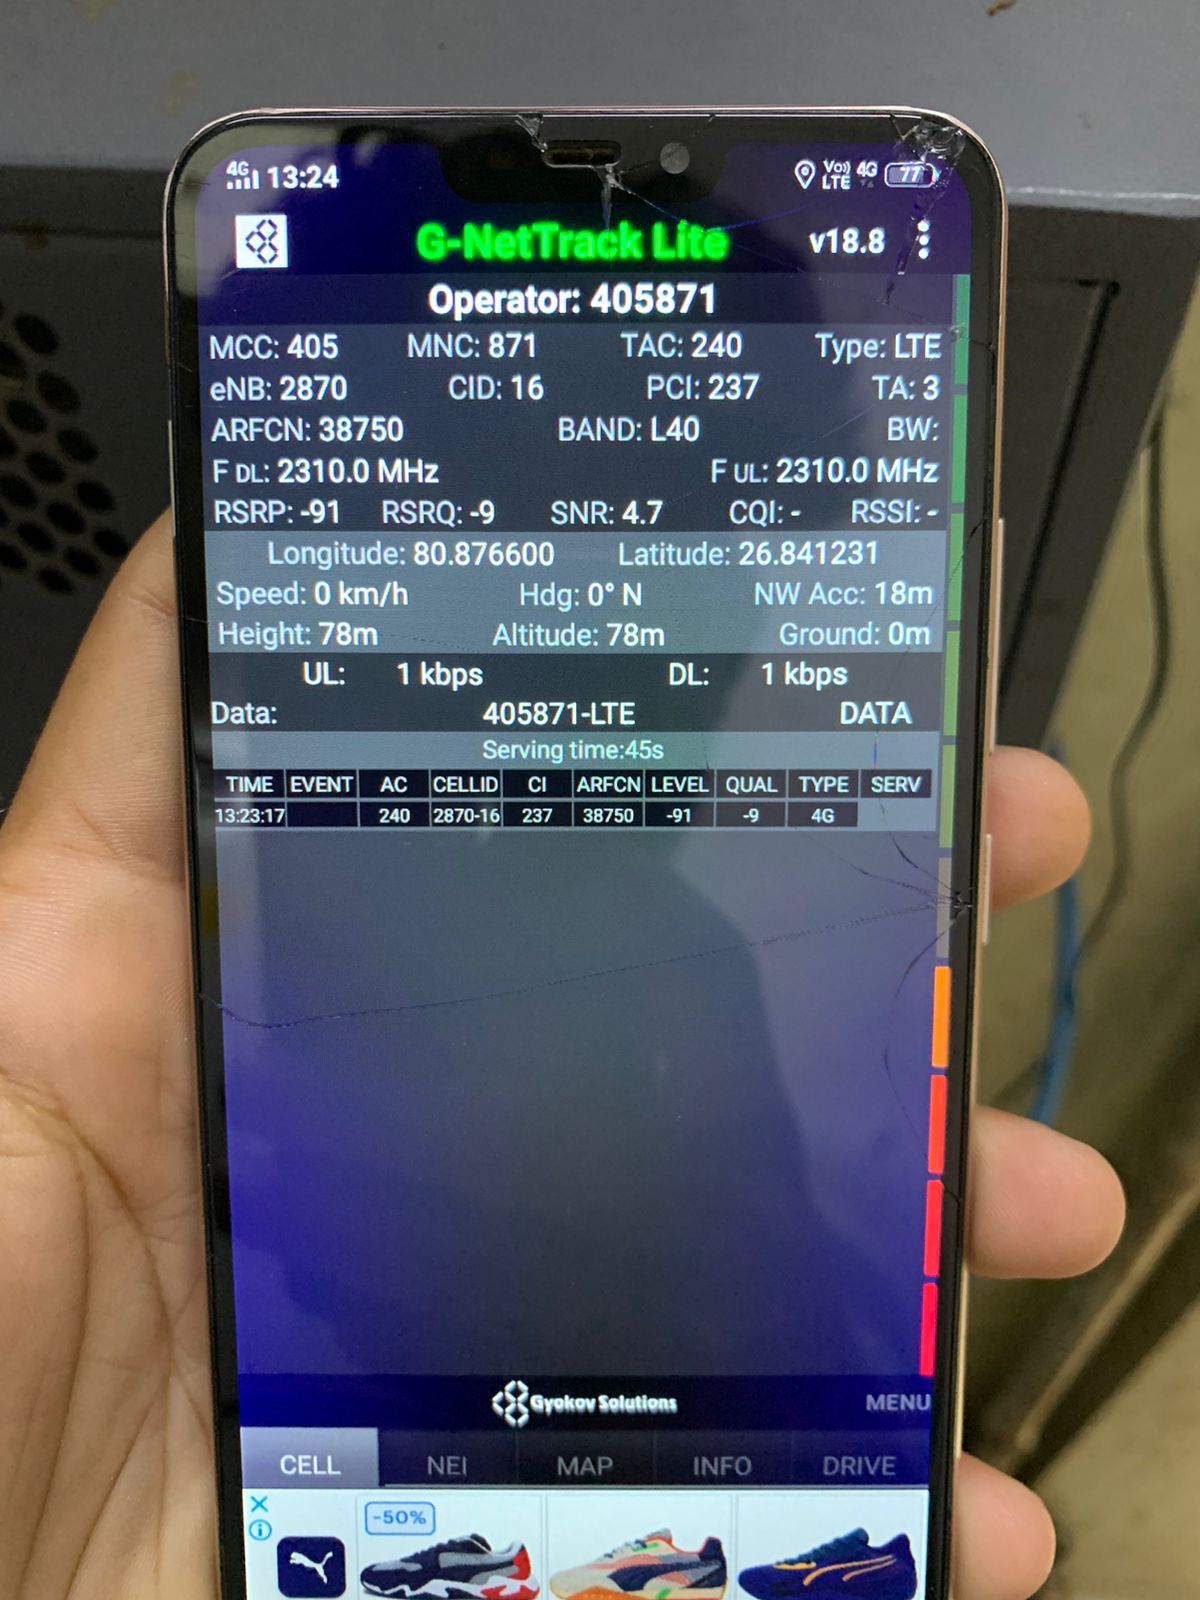 4G 13:24 Vo)) LTE 4G 77
G-NetTrack Lite v18.8
Operator: 405871
MCC: 405 MNC: 871 TAC: 240 Type: LTE
eNB: 2870 CID: 16 PCI: 237 TA: 3
ARFCN: 38750 BAND: L40 BW:
F DL: 2310.0 MHz F UL: 2310.0 MHz
RSRP: -91 RSRQ: -9 SNR: 4.7 CQI: - RSSI: -
Longitude: 80.876600 Latitude: 26.841231
Speed: 0 km/h Hdg: 0° N NW Acc: 18m
Height: 78m Altitude: 78m Ground: 0m
UL: 1 kbps DL: 1 kbps
Data: 405871-LTE DATA
Serving time:45s
TIME EVENT AC CELLID CI ARFCN LEVEL QUAL TYPE SERV
13:23:17 240 2870-16 237 38750 -91 -9 4G
Gyokov Solutions MENU
CELL NEI MAP INFO DRIVE
-50%